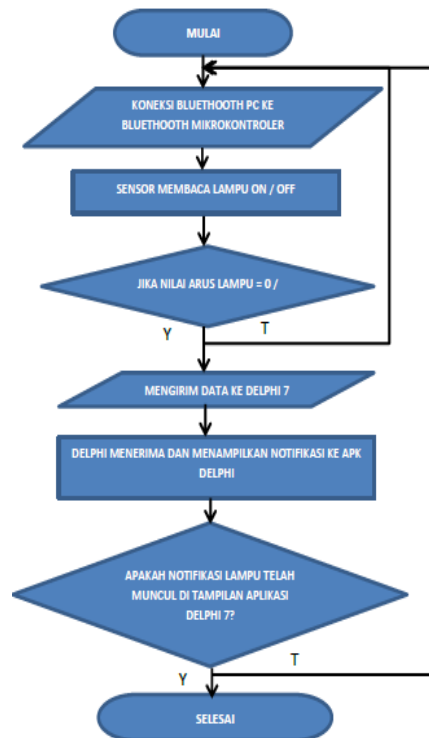 MULAI
KONEKSI BLUETHOOTH PC KE
BLUETHOOTH MIKROKONTROLER
SENSOR MEMBACA LAMPU ON / OFF
JIKA NILAI ARUS LAMPU = 0 /
Y
T
MENGIRIM DATA KE DELPHI 7
DELPHI MENERIMA DAN MENAMPILKAN NOTIFIKASI KE APK
DELPHI
APAKAH NOTIFIKASI LAMPU TELAH
MUNCUL DI TAMPILAN APLIKASI
DELPHI 7?
Y
T
SELESAI